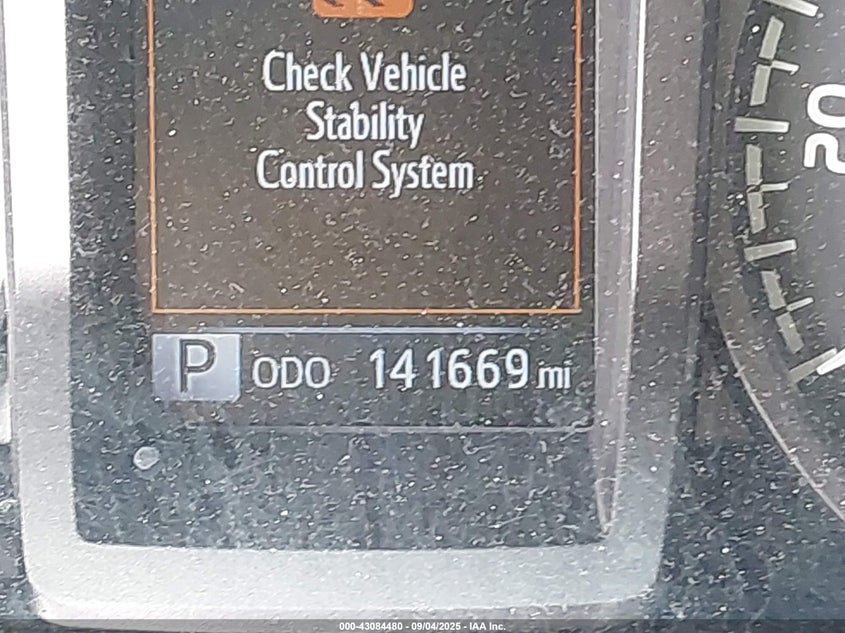 Check Vehicle
Stability
Control System
P ODO 141669 mi
20
000-43084480 - 09/04/2025 - IAA Inc.